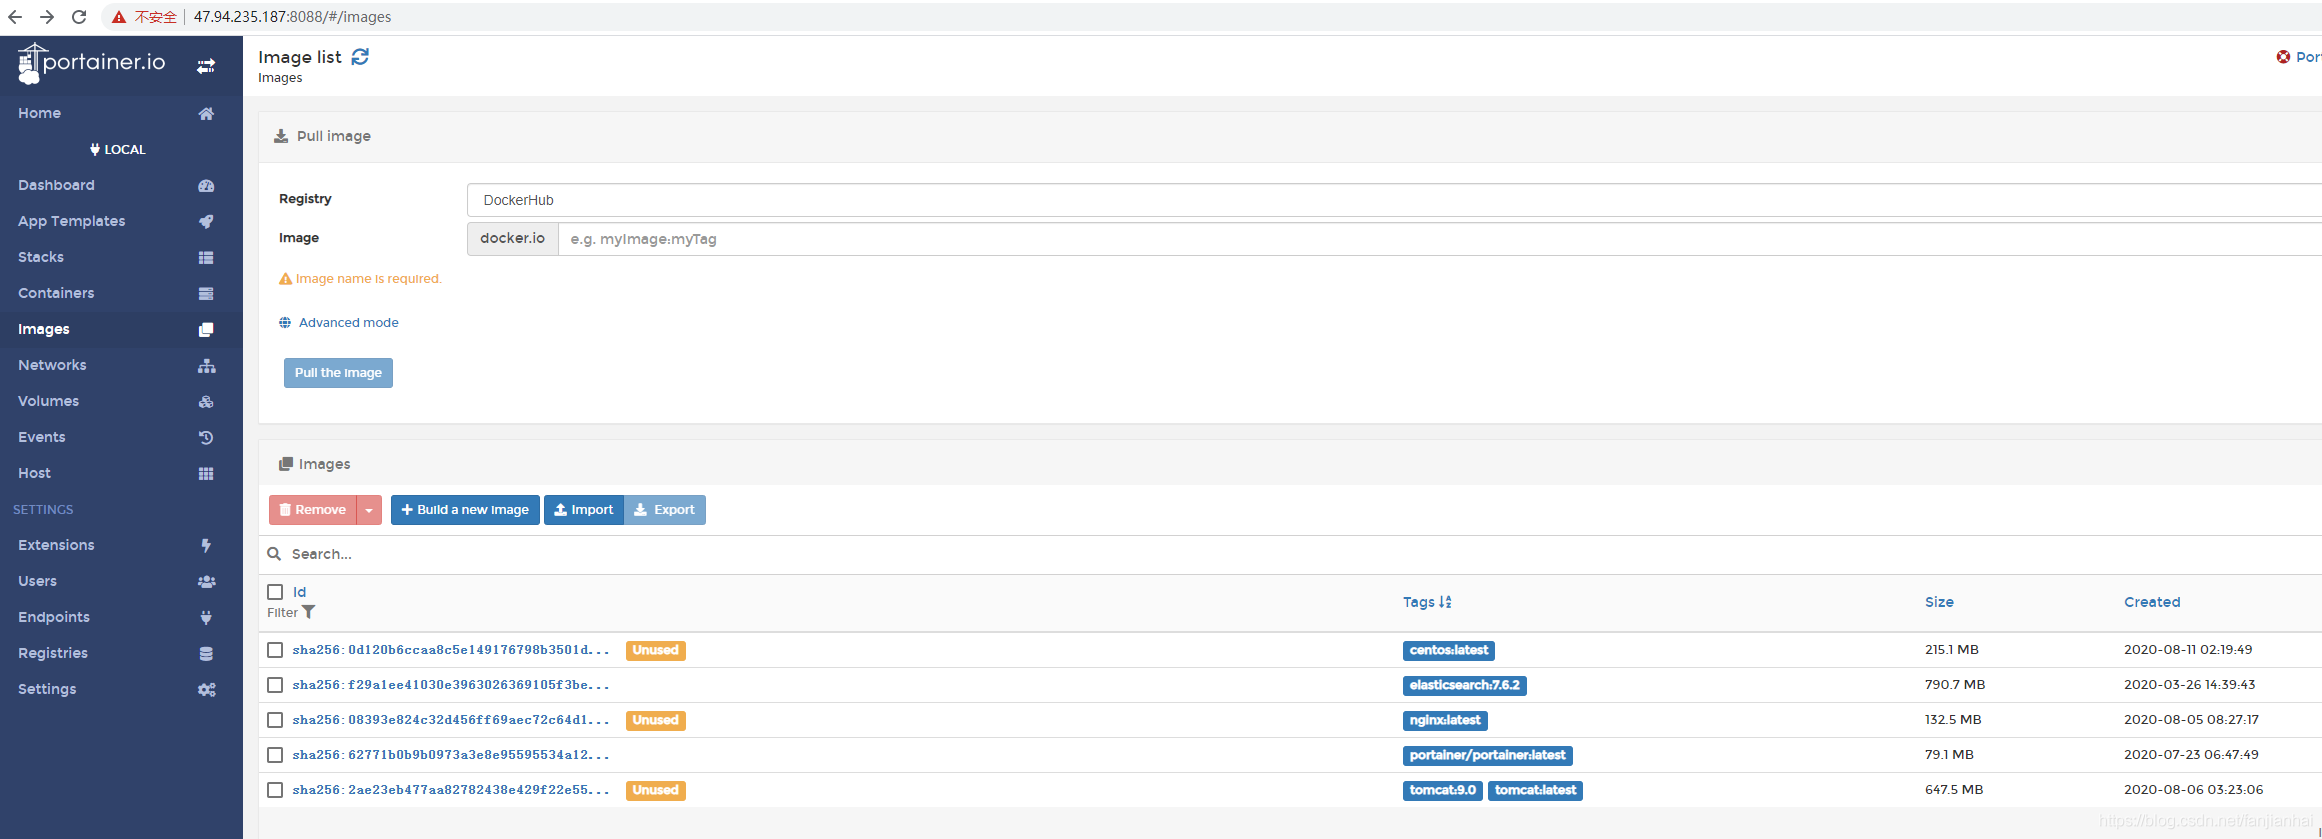 不安全 47.94.235.187:8088/#/images
portainer.io
Home
LOCAL
Dashboard
App Templates
Stacks
Containers
Images
Networks
Volumes
Events
Host
SETTINGS
Extensions
Users
Endpoints
Registries
Settings
Image list
Images
Port
Pull image
Registry DockerHub
Image docker.io e.g. myImage:myTag
Image name is required.
Advanced mode
Pull the image
Images
Remove Build a new image Import Export
Search...
Id Tags Size Created
Filter
sha256:0d120b6ccaa8c5e149176798b3501d... Unused centos:latest 215.1 MB 2020-08-11 02:19:49
sha256:f29a1ee41030e3963026369105f3be... elasticsearch:7.6.2 790.7 MB 2020-03-26 14:39:43
sha256:08393e824c32d456ff69aec72c64d1... Unused nginx:latest 132.5 MB 2020-08-05 08:27:17
sha256:62771b0b9b0973a3e8e95595534a12... portainer/portainer:latest 79.1 MB 2020-07-23 06:47:49
sha256:2ae23eb477aa82782438e429f22e55... Unused tomcat:9.0 tomcat:latest 647.5 MB 2020-08-06 03:23:06
https://blog.csdn.net/fanjianhai